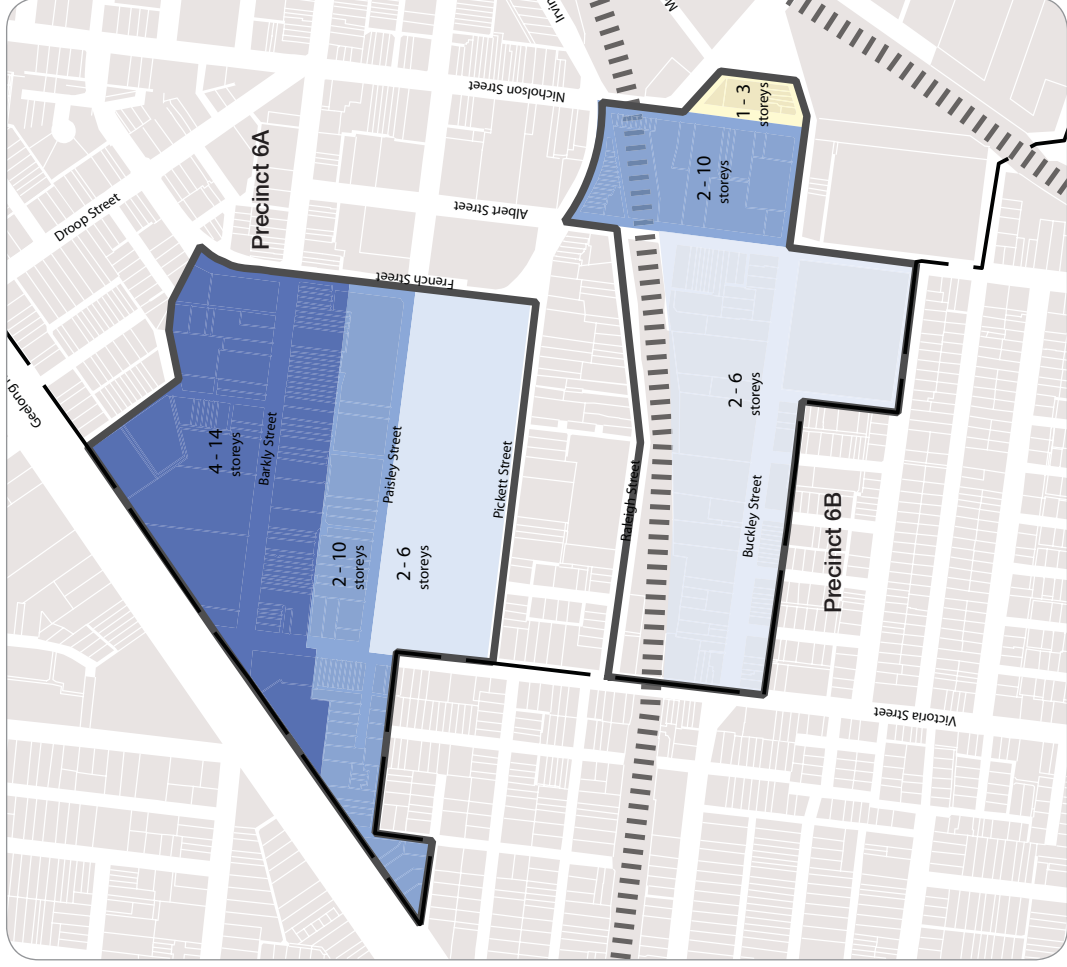 Nicholson Street
Albert Street
Droop Street
Precinct 6A
French Street
1 - 3
storeys
2 - 10
storeys
4 - 14
storeys
Barkly Street
Paisley Street
Pickett Street
2 - 10
storeys
2 - 6
storeys
Raleigh Street
2 - 6
storeys
Buckley Street
Precinct 6B
Victoria Street
Geelong